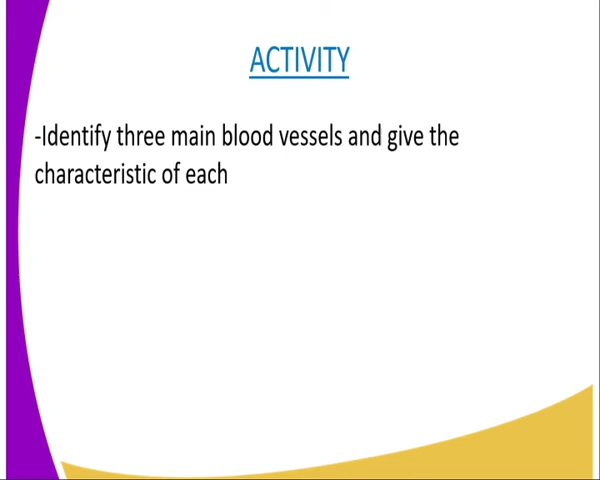 ACTIVITY
-Identify three main blood vessels and give the
characteristic of each